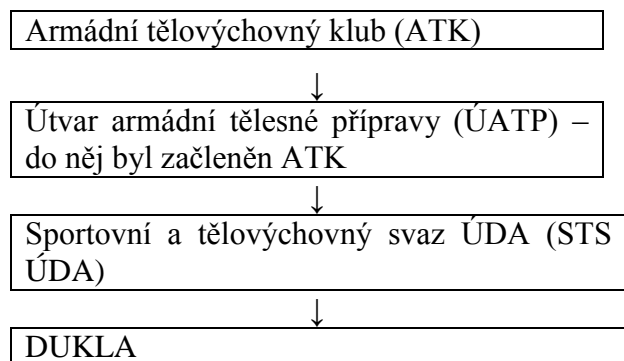 Armádní tělovýchovný klub (ATK)
↓
Útvar armádní tělesné přípravy (ÚATP) –
do něj byl začleněn ATK
↓
Sportovní a tělovýchovný svaz ÚDA (STS
ÚDA)
↓
DUKLA